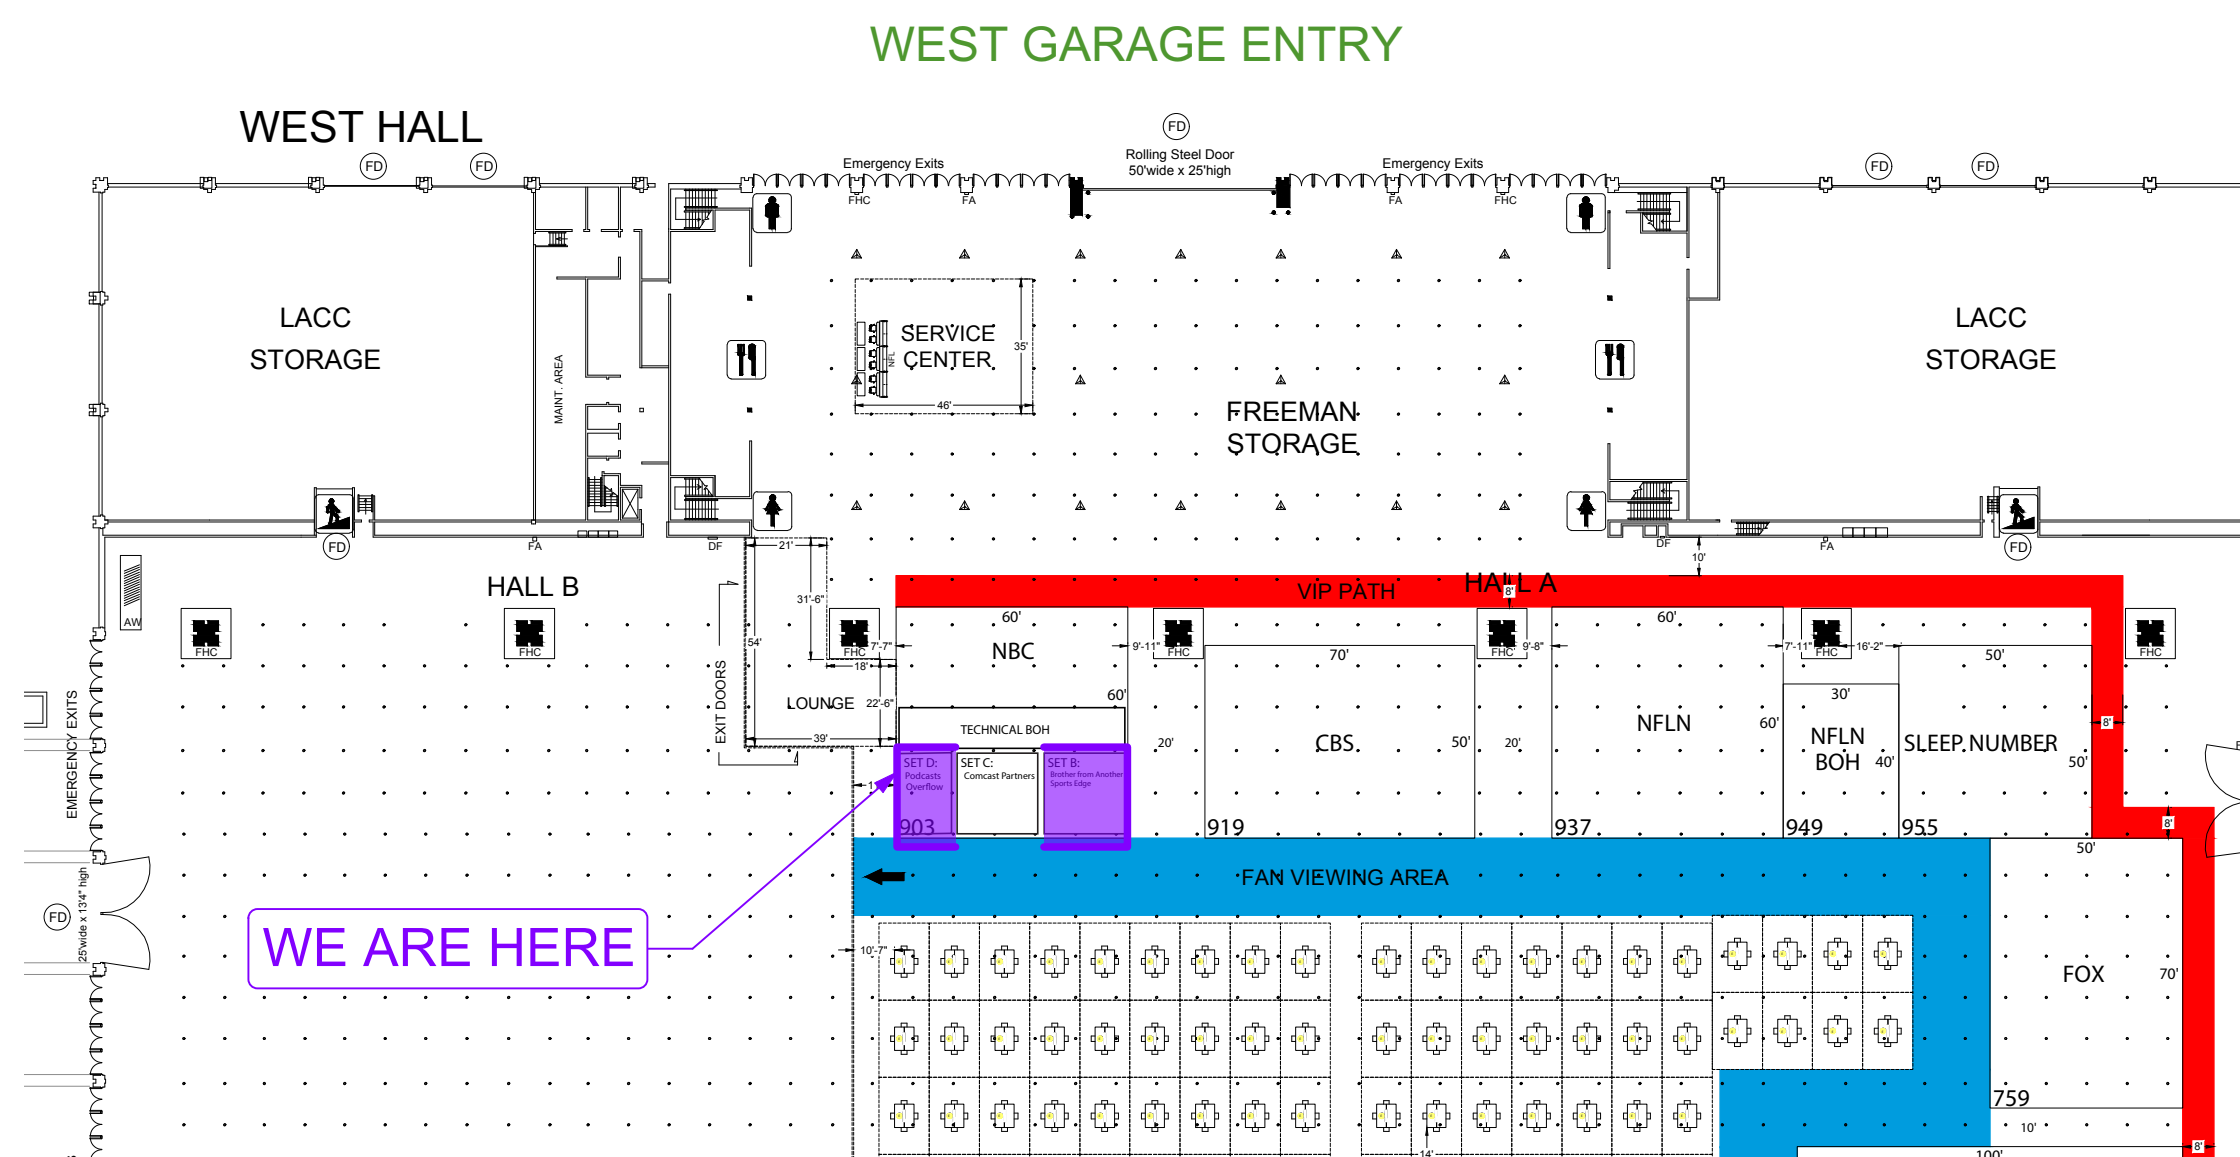 WEST GARAGE ENTRY
WEST HALL
FD
FD
FD
FD
FD
Emergency Exits
Rolling Steel Door
50'wide x 25'high
Emergency Exits
FHC
FA
FA
FHC
LACC
STORAGE
MAINT. AREA
SERVICE
CENTER
NFL
35'
46'
FREEMAN
STORAGE
LACC
STORAGE
FD
FA
DF
21'
DF
FA
FD
10'
HALL B
HALL A
VIP PATH
8'
AW
FHC
FHC
EXIT DOORS
31'-6"
54'
FHC
7'-7"
18'
LOUNGE
22'-6"
39'
60'
NBC
60'
TECHNICAL BOH
9'-11"
FHC
20'
70'
CBS
50'
FHC
9'-8"
20'
60'
NFLN
60'
7'-11"
FHC
16'-2"
30'
NFLN
BOH
40'
50'
SLEEP NUMBER
50'
8'
FHC
8'
SET D:
Podcasts
Overflow
SET C:
Comcast Partners
SET B:
Brother from Another
Sports Edge
903
919
937
949
955
EMERGENCY EXITS
FD
25'wide x 13'4" high
WE ARE HERE
FAN VIEWING AREA
10'-7"
50'
FOX
70'
759
10'
14'
100'
8'